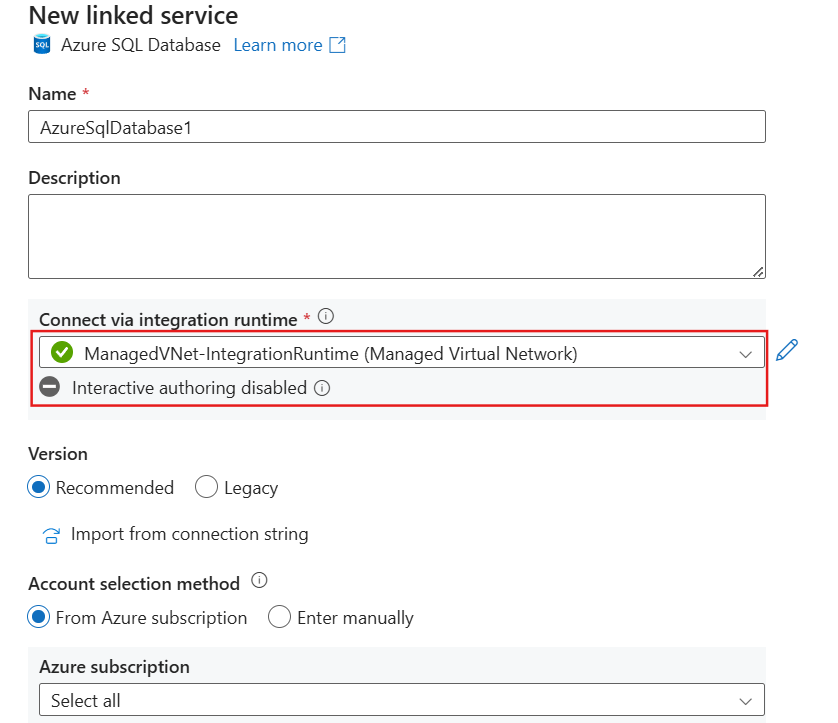 New linked service
SQL Azure SQL Database Learn more
Name *
AzureSqlDatabase1
Description
Connect via integration runtime *
ManagedVNet-IntegrationRuntime (Managed Virtual Network)
Interactive authoring disabled
Version
Recommended Legacy
Import from connection string
Account selection method
From Azure subscription Enter manually
Azure subscription
Select all